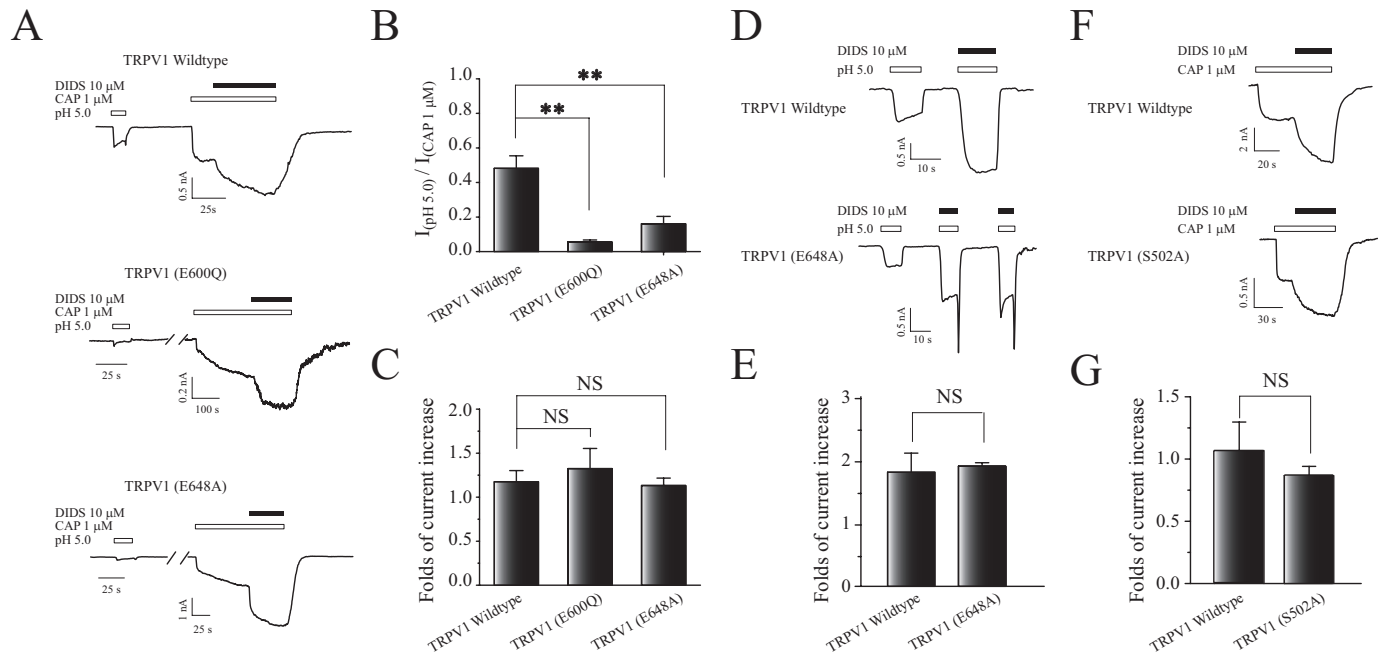 A
TRPV1 Wildtype
DIDS 10 μM
CAP 1 μM
pH 5.0
0.5 nA
25s
TRPV1 (E600Q)
DIDS 10 μM
CAP 1 μM
pH 5.0
25 s
0.2 nA
100 s
TRPV1 (E648A)
DIDS 10 μM
CAP 1 μM
pH 5.0
25 s
1 nA
25 s
B
I(pH 5.0) / I(CAP 1 μM)
1.0
0.8
0.6
0.4
0.2
0.0
**
**
TRPV1 Wildtype
TRPV1 (E600Q)
TRPV1 (E648A)
C
Folds of current increase
2.0
1.5
1.0
0.5
0.0
NS
NS
TRPV1 Wildtype
TRPV1 (E600Q)
TRPV1 (E648A)
D
DIDS 10 μM
pH 5.0
TRPV1 Wildtype
0.5 nA
10 s
DIDS 10 μM
pH 5.0
TRPV1 (E648A)
0.5 nA
10 s
E
Folds of current increase
3
2
1
0
NS
TRPV1 Wildtype
TRPV1 (E648A)
F
DIDS 10 μM
CAP 1 μM
TRPV1 Wildtype
2 nA
20 s
DIDS 10 μM
CAP 1 μM
TRPV1 (S502A)
0.5 nA
30 s
G
Folds of current increase
1.5
1.0
0.5
0.0
NS
TRPV1 Wildtype
TRPV1 (S502A)